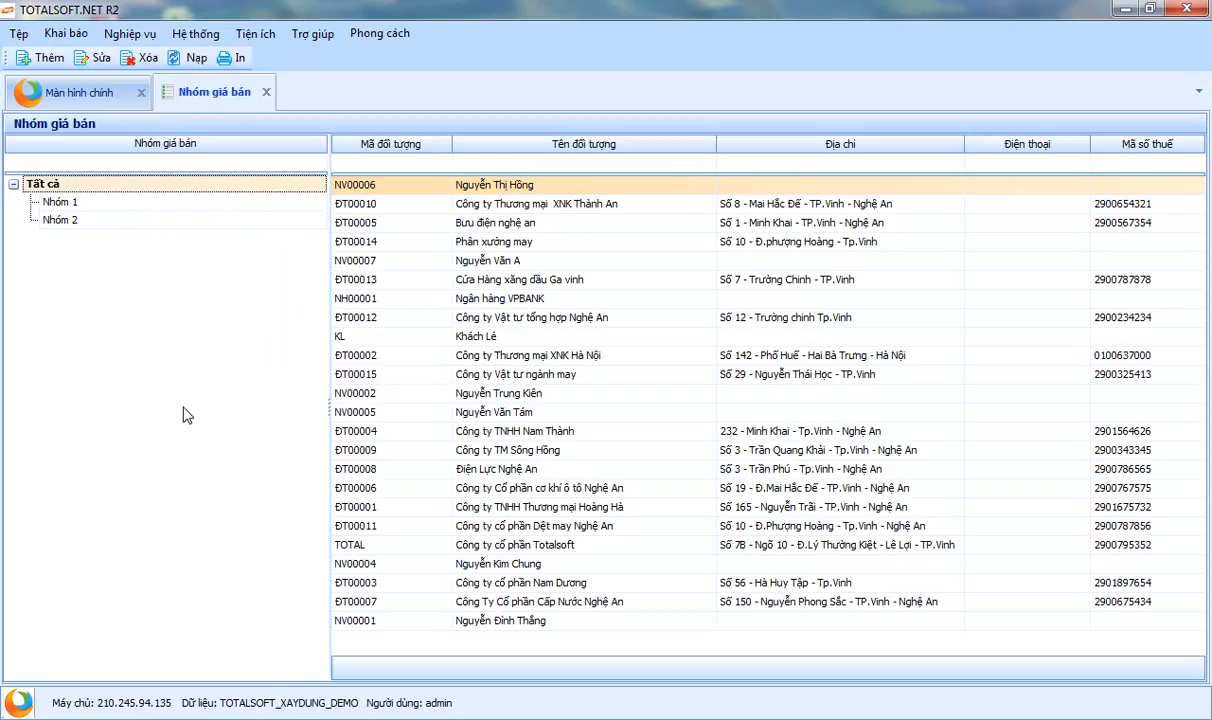 TOTALSOFT.NET R2
Tệp Khai báo Nghiệp vụ Hệ thống Tiện ích Trợ giúp Phong cách
Thêm Sửa Xóa Nạp In
Màn hình chính Nhóm giá bán
Nhóm giá bán
Nhóm giá bán Mã đối tượng Tên đối tượng Địa chỉ Điện thoại Mã số thuế
Tất cả
Nhóm 1
Nhóm 2
NV00006 Nguyễn Thị Hồng
ĐT00010 Công ty Thương mại XNK Thành An Số 8 - Mai Hắc Đế - TP.Vinh - Nghệ An 2900654321
ĐT00005 Bưu điện nghệ an Số 1 - Minh Khai - TP.Vinh - Nghệ An 2900567354
ĐT00014 Phân xưởng may Số 10 - Đ.phượng Hoàng - Tp.Vinh
NV00007 Nguyễn Văn A
ĐT00013 Cửa Hàng xăng dầu Ga vinh Số 7 - Trường Chinh - TP.Vinh 2900787878
NH00001 Ngân hàng VPBANK
ĐT00012 Công ty Vật tư tổng hợp Nghệ An Số 12 - Trường chinh Tp.Vinh 2900234234
KL Khách Lẻ
ĐT00002 Công ty Thương mại XNK Hà Nội Số 142 - Phố Huế - Hai Bà Trưng - Hà Nội 0100637000
ĐT00015 Công ty Vật tư ngành may Số 29 - Nguyễn Thái Học - TP.Vinh 2900325413
NV00002 Nguyễn Trung Kiên
NV00005 Nguyễn Văn Tám
ĐT00004 Công ty TNHH Nam Thành 232 - Minh Khai - Tp.Vinh - Nghệ An 2901564626
ĐT00009 Công ty TM Sông Hồng Số 3 - Trần Quang Khải - Tp.Vinh - Nghệ An 2900343345
ĐT00008 Điện Lực Nghệ An Số 3 - Trần Phú - Tp.Vinh - Nghệ An 2900786565
ĐT00006 Công ty Cổ phần cơ khí ô tô Nghệ An Số 19 - Đ.Mai Hắc Đế - TP.Vinh - Nghệ An 2900767575
ĐT00001 Công ty TNHH Thương mại Hoàng Hà Số 165 - Nguyễn Trãi - TP.Vinh - Nghệ An 2901675732
ĐT00011 Công ty cổ phần Dệt may Nghệ An Số 10 - Đ.Phượng Hoàng - Tp.Vinh - Nghệ An 2900787856
TOTAL Công ty cổ phần Totalsoft Số 7B - Ngõ 10 - Đ.Lý Thường Kiệt - Lê Lợi - TP.Vinh 2900795352
NV00004 Nguyễn Kim Chung
ĐT00003 Công ty cổ phần Nam Dương Số 56 - Hà Huy Tập - Tp.Vinh 2901897654
ĐT00007 Công Ty Cổ phần Cấp Nước Nghệ An Số 150 - Nguyễn Phong Sắc - TP.Vinh - Nghệ An 2900675434
NV00001 Nguyễn Đình Thắng
Máy chủ: 210.245.94.135 Dữ liệu: TOTALSOFT_XAYDUNG_DEMO Người dùng: admin